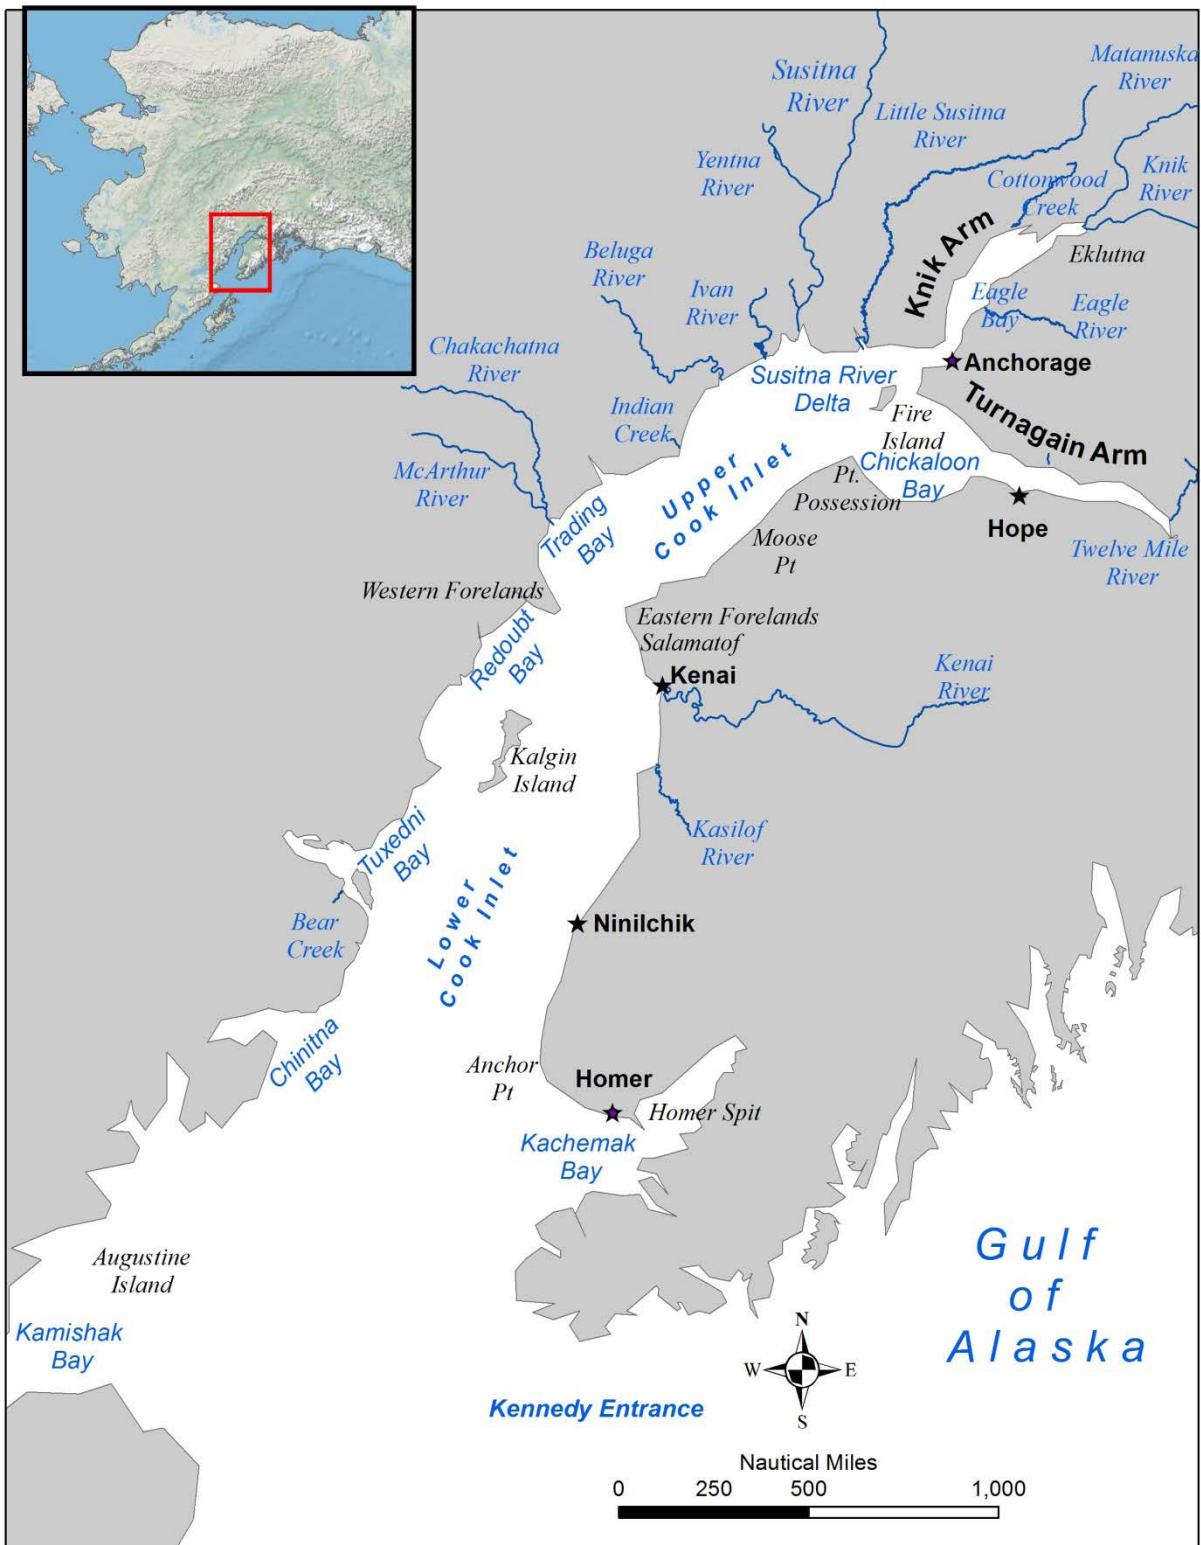 Susitna
River
Matanuska
River
Little Susitna
River
Yentna
River
Cottonwood
Creek
Knik
River
Knik Arm
Eklutna
Beluga
River
Ivan
River
Eagle
Bay
Eagle
River
Chakachatna
River
Anchorage
Susitna River
Delta
Turnagain Arm
Indian
Creek
Fire
Island
McArthur
River
Upper
Cook Inlet
Chickaloon
Bay
Pt.
Possession
Trading
Bay
Hope
Moose
Pt
Twelve Mile
River
Western Forelands
Eastern Forelands
Salamatof
Redoubt
Bay
Kenai
Kenai
River
Kalgin
Island
Kasilof
River
Tuxedni
Bay
Lower
Cook Inlet
Bear
Creek
Ninilchik
Chinitna
Bay
Anchor
Pt
Homer
Homer Spit
Kachemak
Bay
Augustine
Island
Gulf
of
Alaska
Kamishak
Bay
N
W E
S
Kennedy Entrance
Nautical Miles
0 250 500 1,000